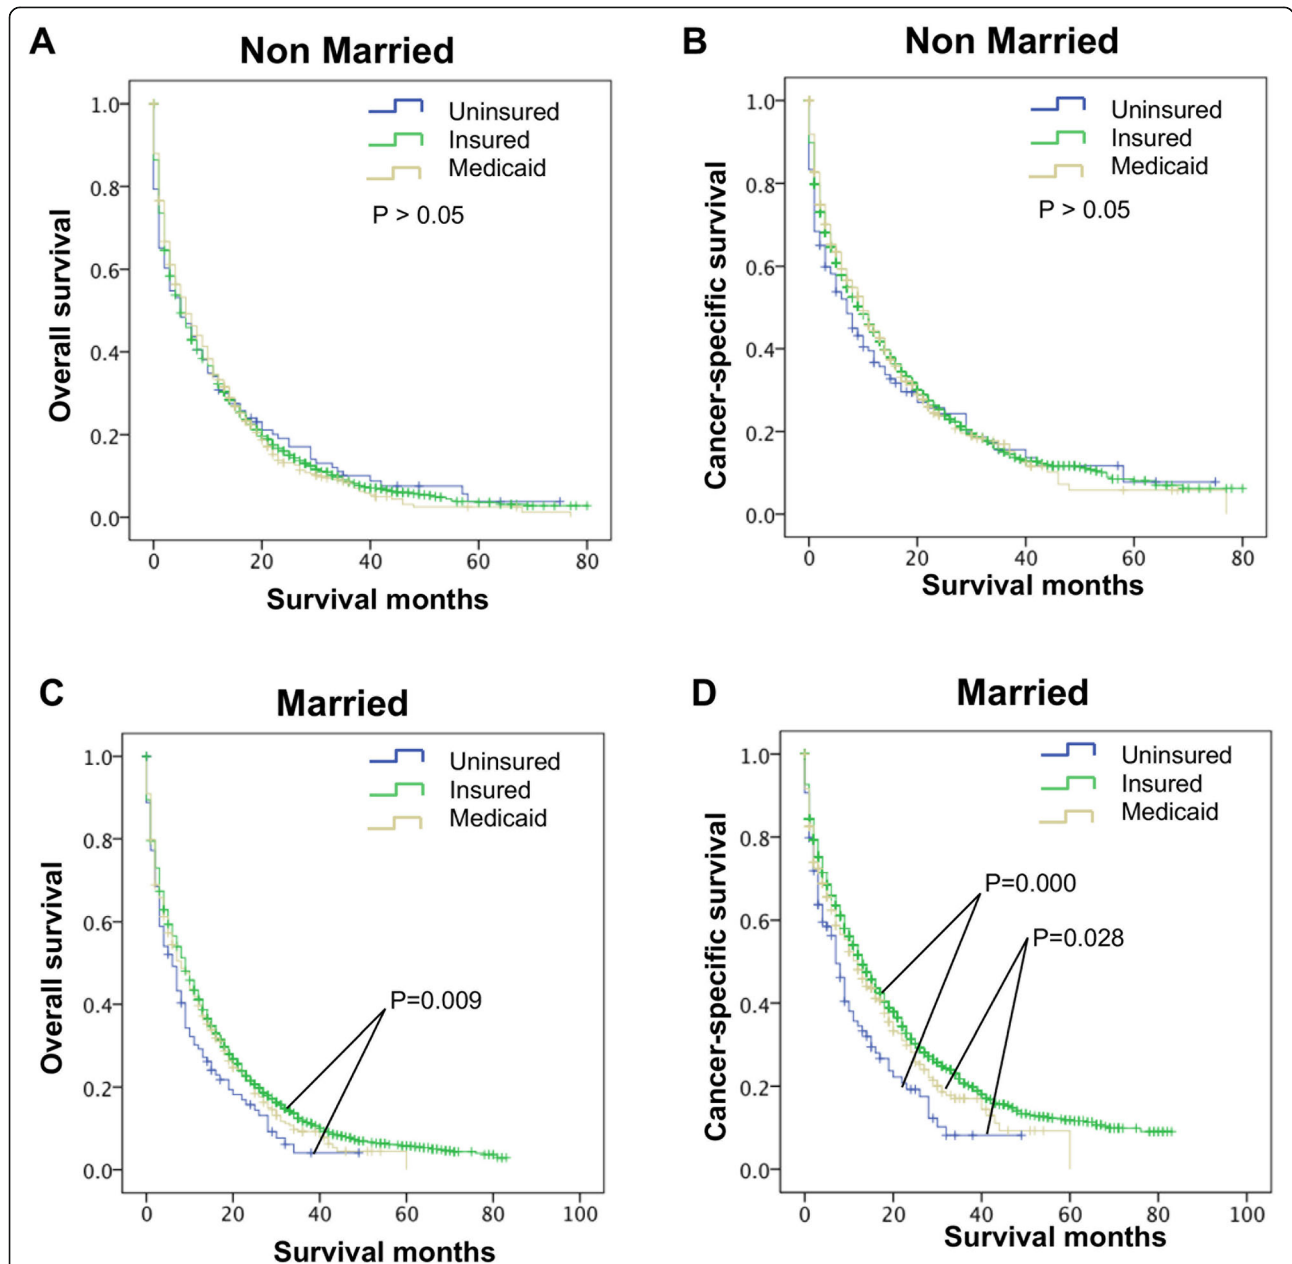 A
Non Married
Uninsured
Insured
Medicaid
P > 0.05
Overall survival
1.0
0.8
0.6
0.4
0.2
0.0
0 20 40 60 80
Survival months
B
Non Married
Uninsured
Insured
Medicaid
P > 0.05
Cancer-specific survival
1.0
0.8
0.6
0.4
0.2
0.0
0 20 40 60 80
Survival months
C
Married
Uninsured
Insured
Medicaid
P=0.009
Overall survival
1.0
0.8
0.6
0.4
0.2
0.0
0 20 40 60 80 100
Survival months
D
Married
Uninsured
Insured
Medicaid
P=0.000
P=0.028
Cancer-specific survival
1.0
0.8
0.6
0.4
0.2
0.0
0 20 40 60 80 100
Survival months